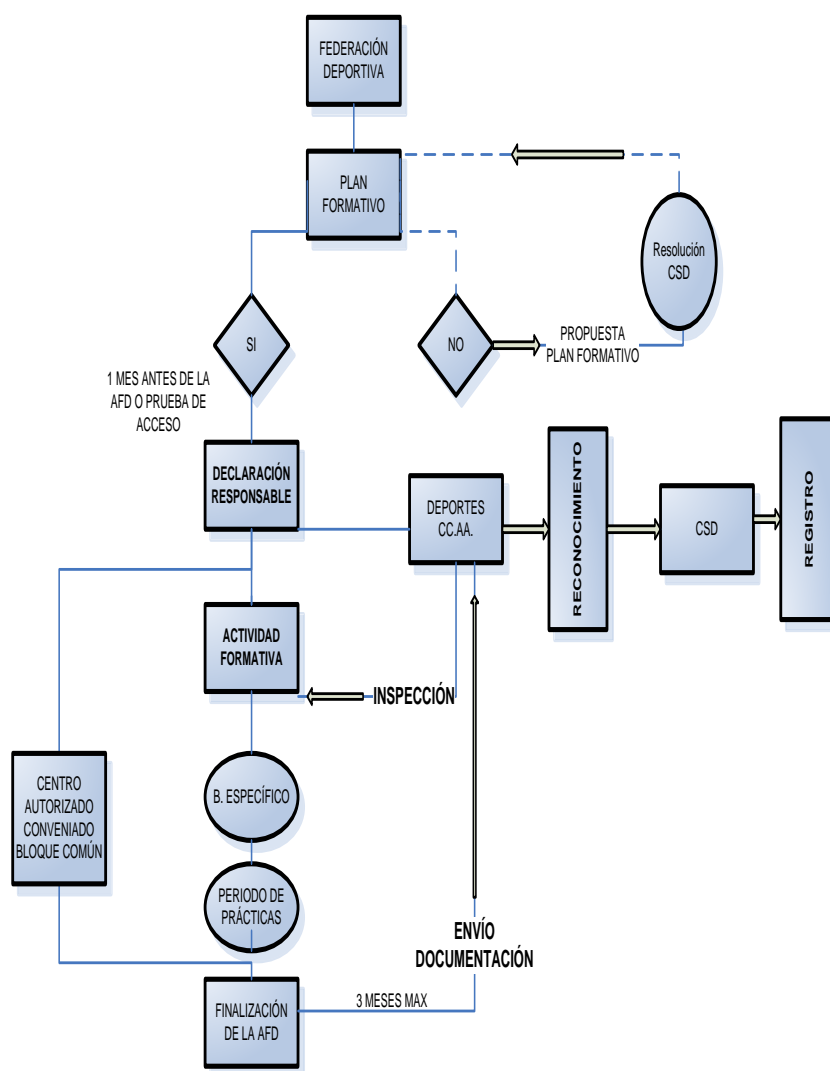 FEDERACIÓN
DEPORTIVA
PLAN
FORMATIVO
Resolución
CSD
SI
NO
PROPUESTA
PLAN FORMATIVO
1 MES ANTES DE LA
AFD O PRUEBA DE
ACCESO
DECLARACIÓN
RESPONSABLE
DEPORTES
CC.AA.
RECONOCIMIENTO
CSD
REGISTRO
ACTIVIDAD
FORMATIVA
INSPECCIÓN
CENTRO
AUTORIZADO
CONVENIADO
BLOQUE COMÚN
B. ESPECÍFICO
PERIODO DE
PRÁCTICAS
ENVÍO
DOCUMENTACIÓN
FINALIZACIÓN
DE LA AFD
3 MESES MAX